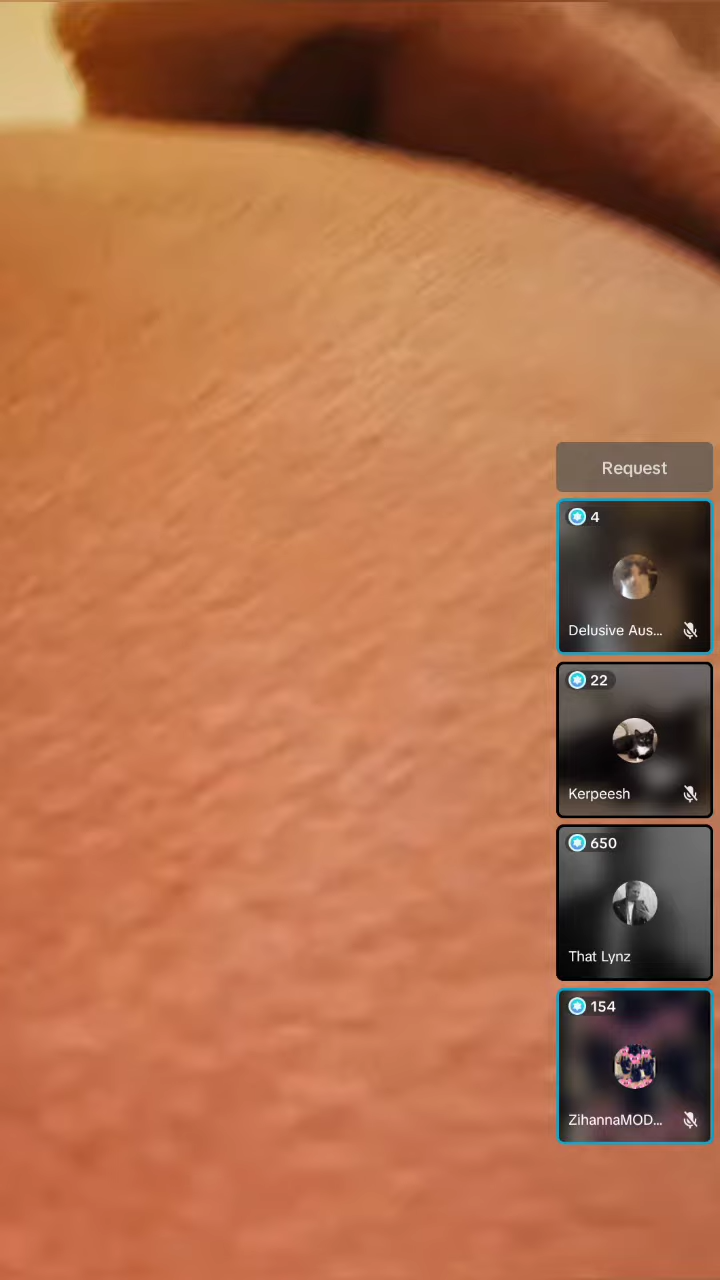 Request
4
Delusive Aus...
22
Kerpeesh
650
That Lynz
154
ZihannaMOD...